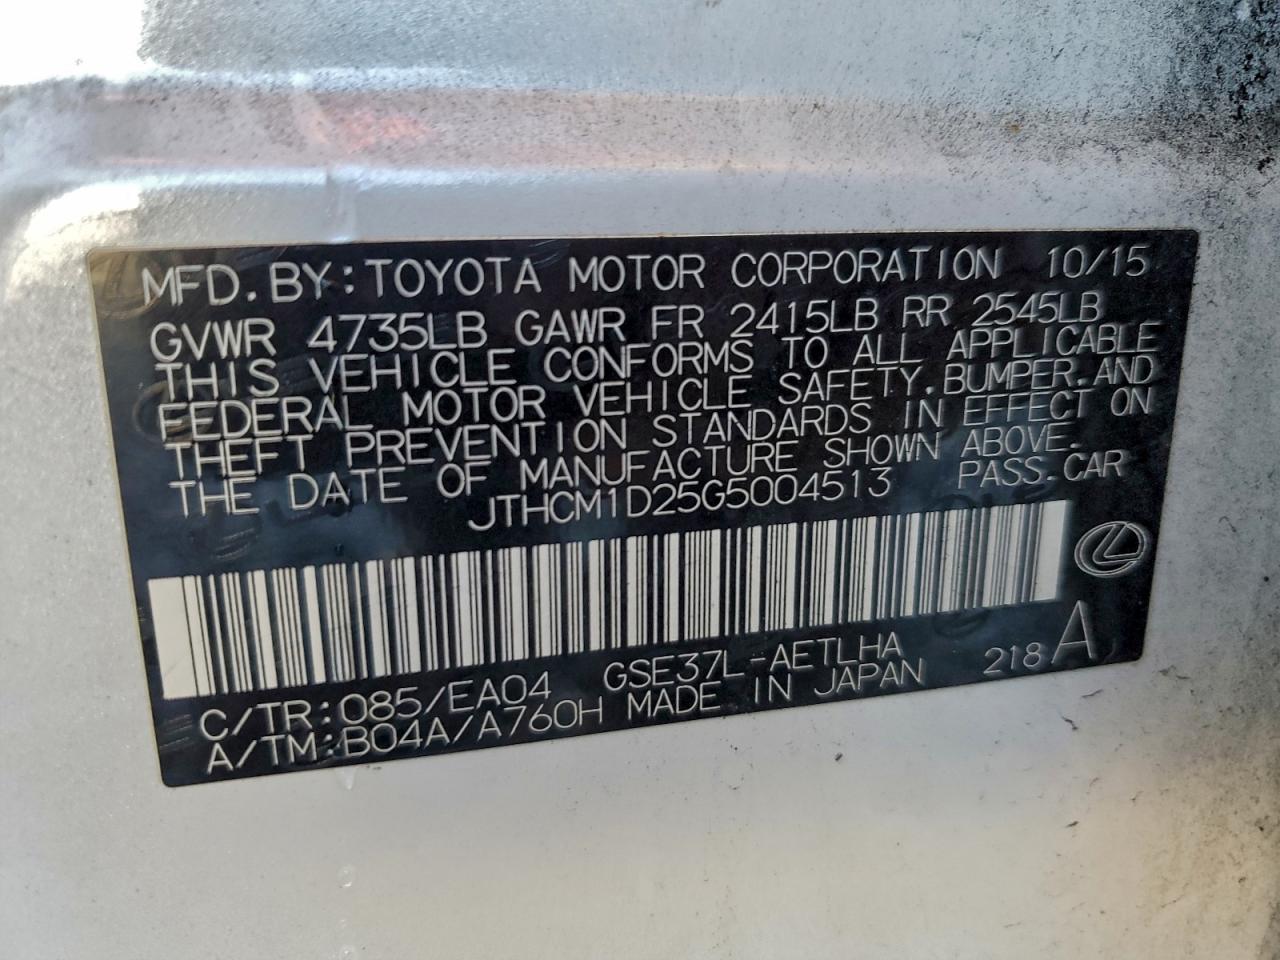 MFD. BY: TOYOTA MOTOR CORPORATION 10/15
GVWR 4735LB GAWR FR 2415LB RR 2545LB
THIS VEHICLE CONFORMS TO ALL APPLICABLE
FEDERAL MOTOR VEHICLE SAFETY, BUMPER, AND
THEFT PREVENTION STANDARDS IN EFFECT ON
THE DATE OF MANUFACTURE SHOWN ABOVE.
JTHCM1D25G5004513 PASS. CAR
C/TR: 085/EA04 GSE37L-AETLHA 218 A
A/TM: B04A/A760H MADE IN JAPAN